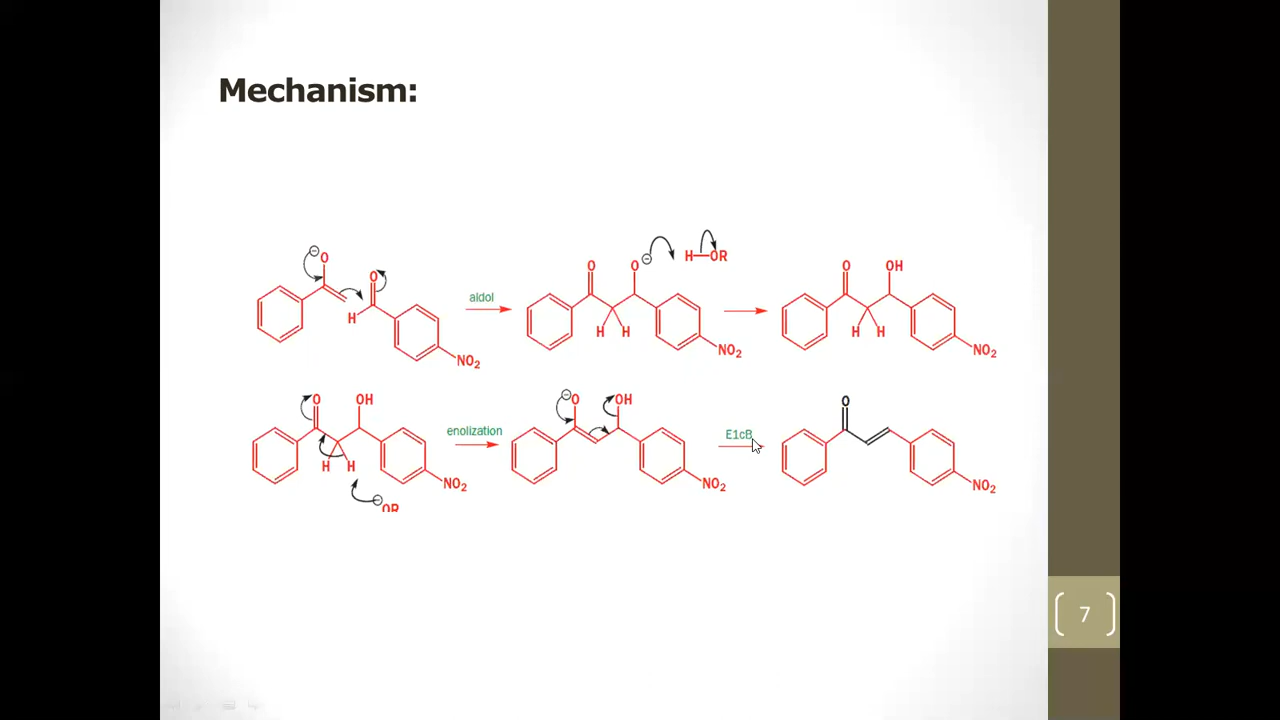 Mechanism:
O O H—OR O OH
O aldol O
H H H H H
NO2 NO2 NO2
O OH enolization O OH E1cB O
H H
NO2 NO2 NO2
OR
7